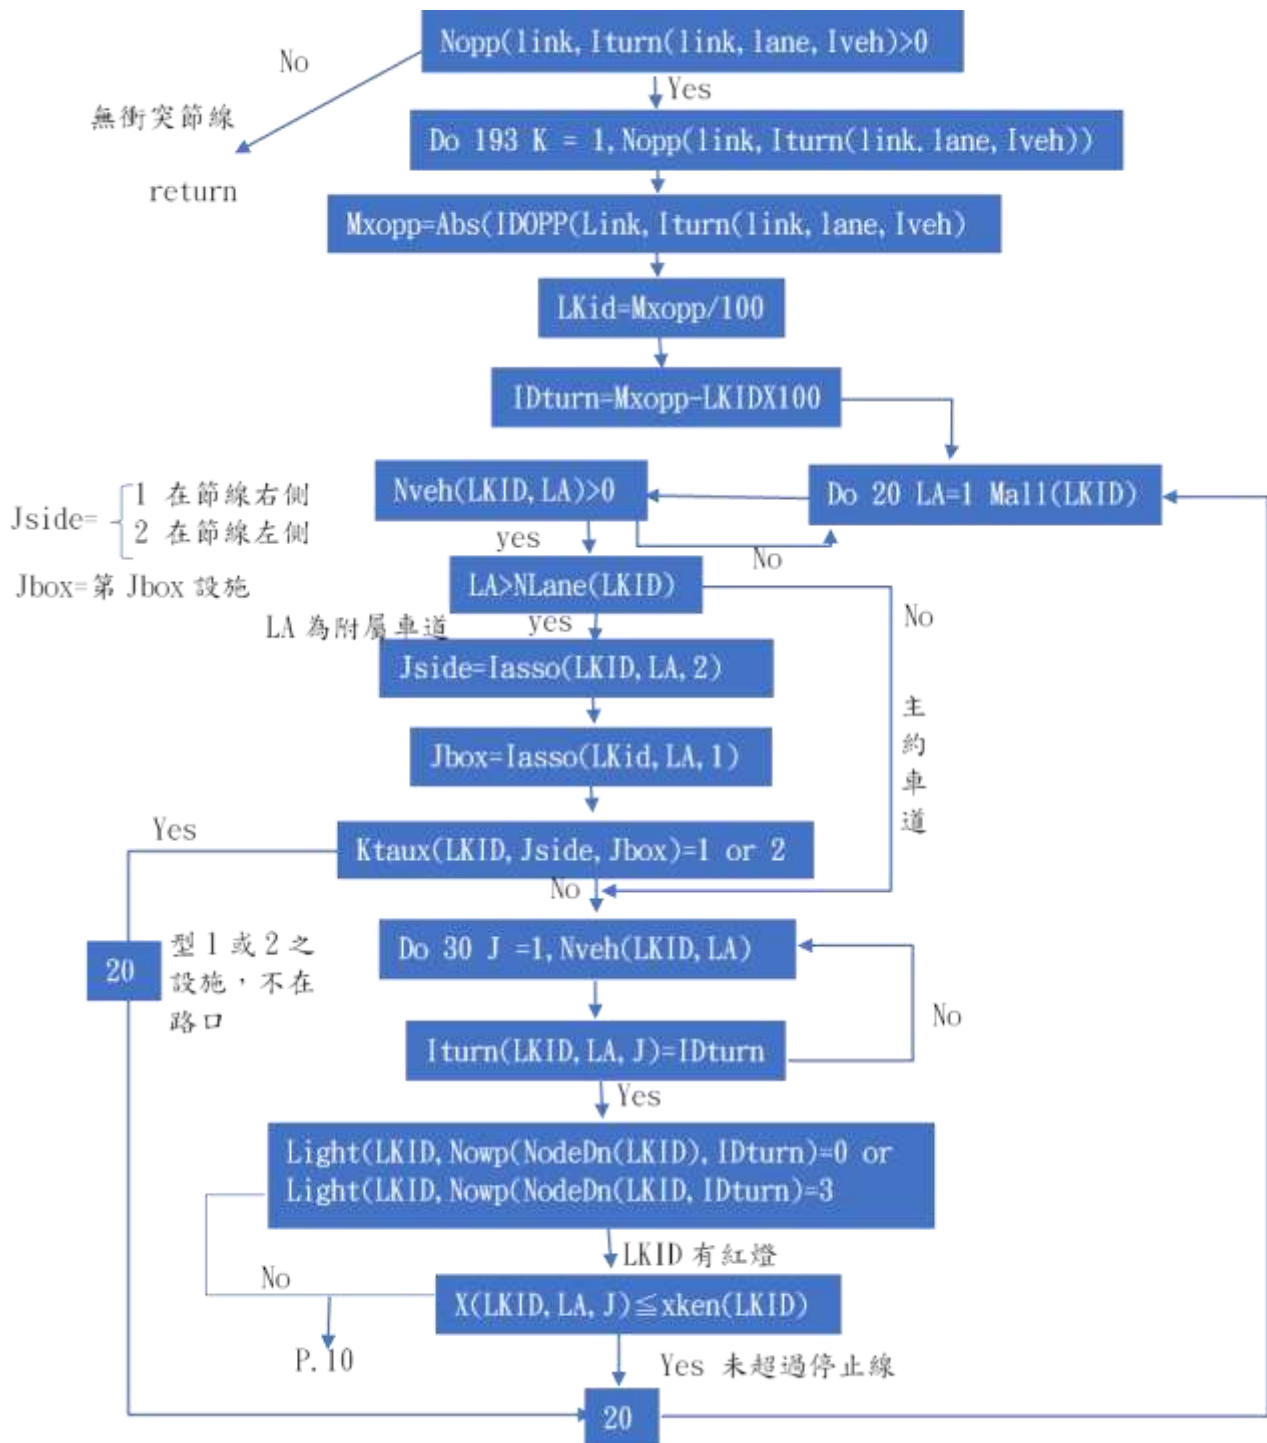 Nopp(link,Iturn(link,lane,Iveh)>0
No
Yes
無衝突節線
Do 193 K = 1,Nopp(link,Iturn(link.lane,Iveh))
return
Mxopp=Abs(IDOPP(Link,Iturn(link,lane,Iveh)
LKid=Mxopp/100
IDturn=Mxopp-LKIDX100
Nveh(LKID,LA)>0
Do 20 LA=1 Mall(LKID)
Jside=
1 在節線右側
2 在節線左側
yes
No
Jbox=第 Jbox 設施
LA>NLane(LKID)
No
LA 為附屬車道
yes
Jside=Iasso(LKID,LA,2)
主
約
車
道
Jbox=Iasso(LKid,LA,1)
Yes
Ktaux(LKID,Jside,Jbox)=1 or 2
No
20
型 1 或 2 之
設施，不在
路口
Do 30 J =1,Nveh(LKID,LA)
No
Iturn(LKID,LA,J)=IDturn
Yes
Light(LKID,Nowp(NodeDn(LKID),IDturn)=0 or
Light(LKID,Nowp(NodeDn(LKID,IDturn)=3
LKID 有紅燈
No
X(LKID,LA,J)≦xken(LKID)
P.10
Yes 未超過停止線
20